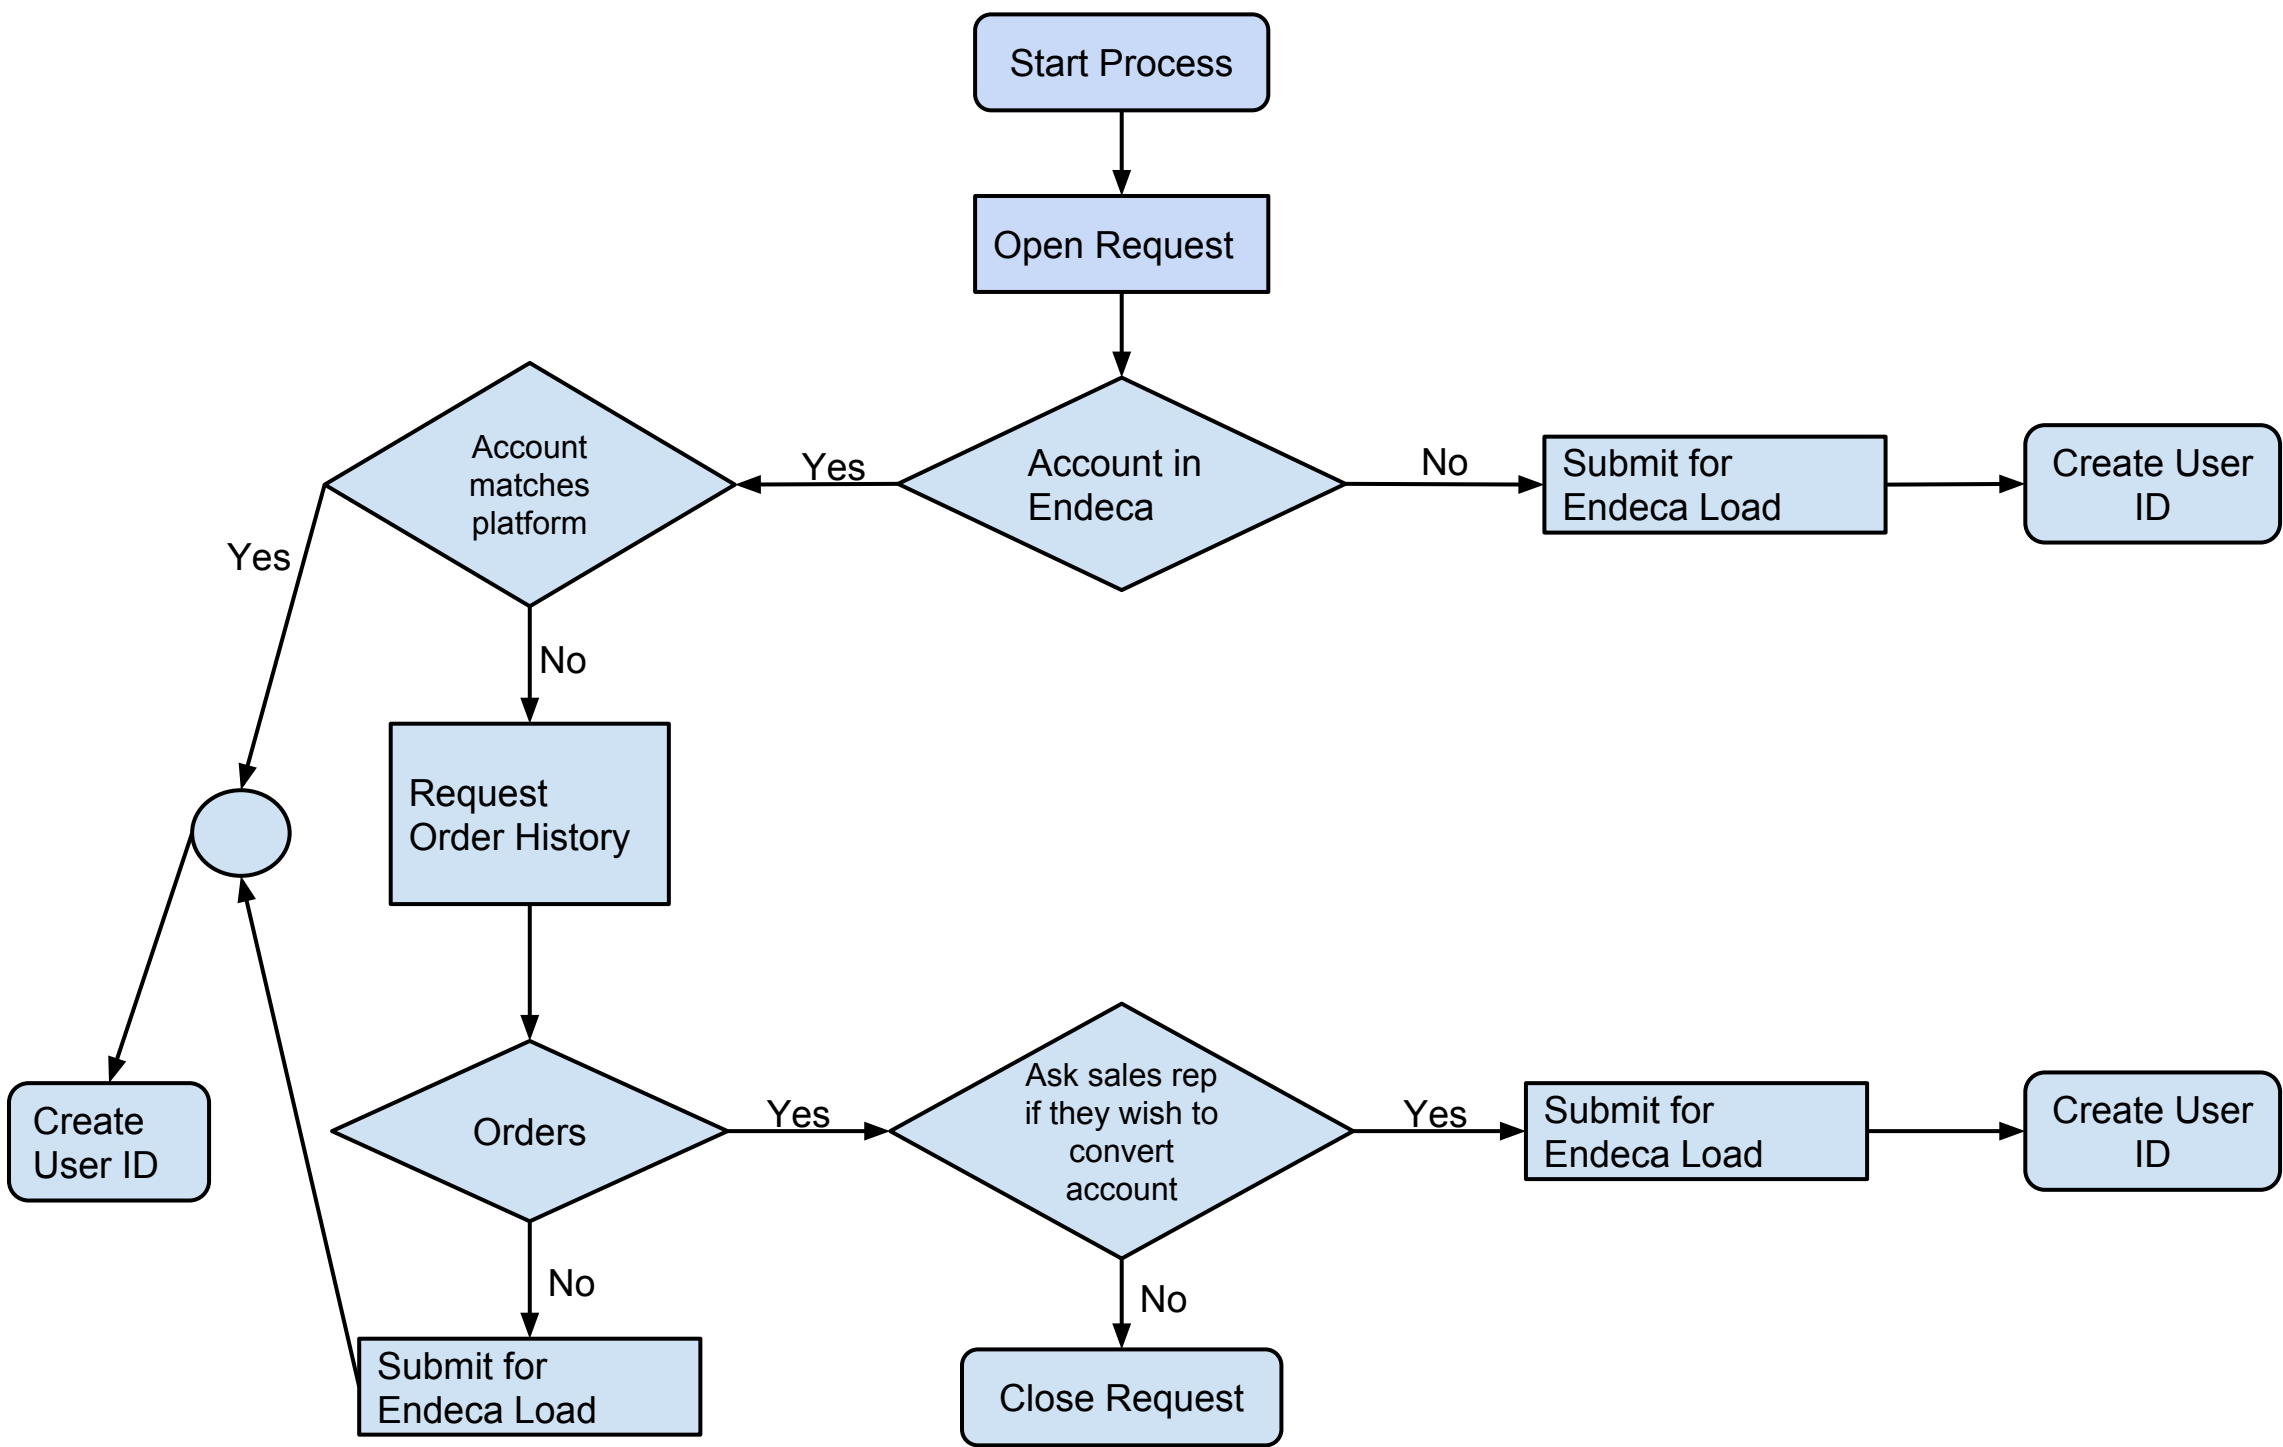 Start Process
Open Request
Account
matches
platform
Yes
Account in
Endeca
No
Submit for
Endeca Load
Create User
ID
Yes
No
Request
Order History
Create
User ID
Orders
Yes
Ask sales rep
if they wish to
convert
account
Yes
Submit for
Endeca Load
Create User
ID
No
No
Submit for
Endeca Load
Close Request